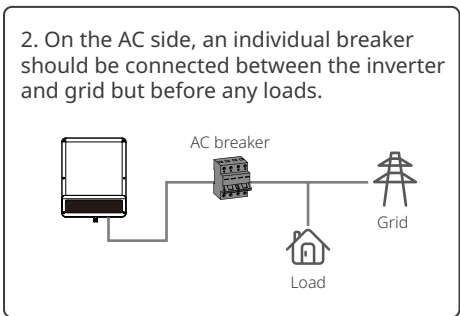 2. On the AC side, an individual breaker
should be connected between the inverter
and grid but before any loads.
AC breaker
Grid
Load